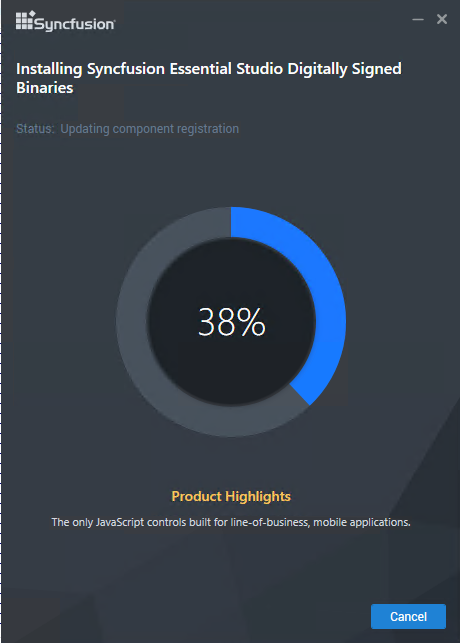 Syncfusion
Installing Syncfusion Essential Studio Digitally Signed
Binaries
Status: Updating component registration
38%
Product Highlights
The only JavaScript controls built for line-of-business, mobile applications.
Cancel